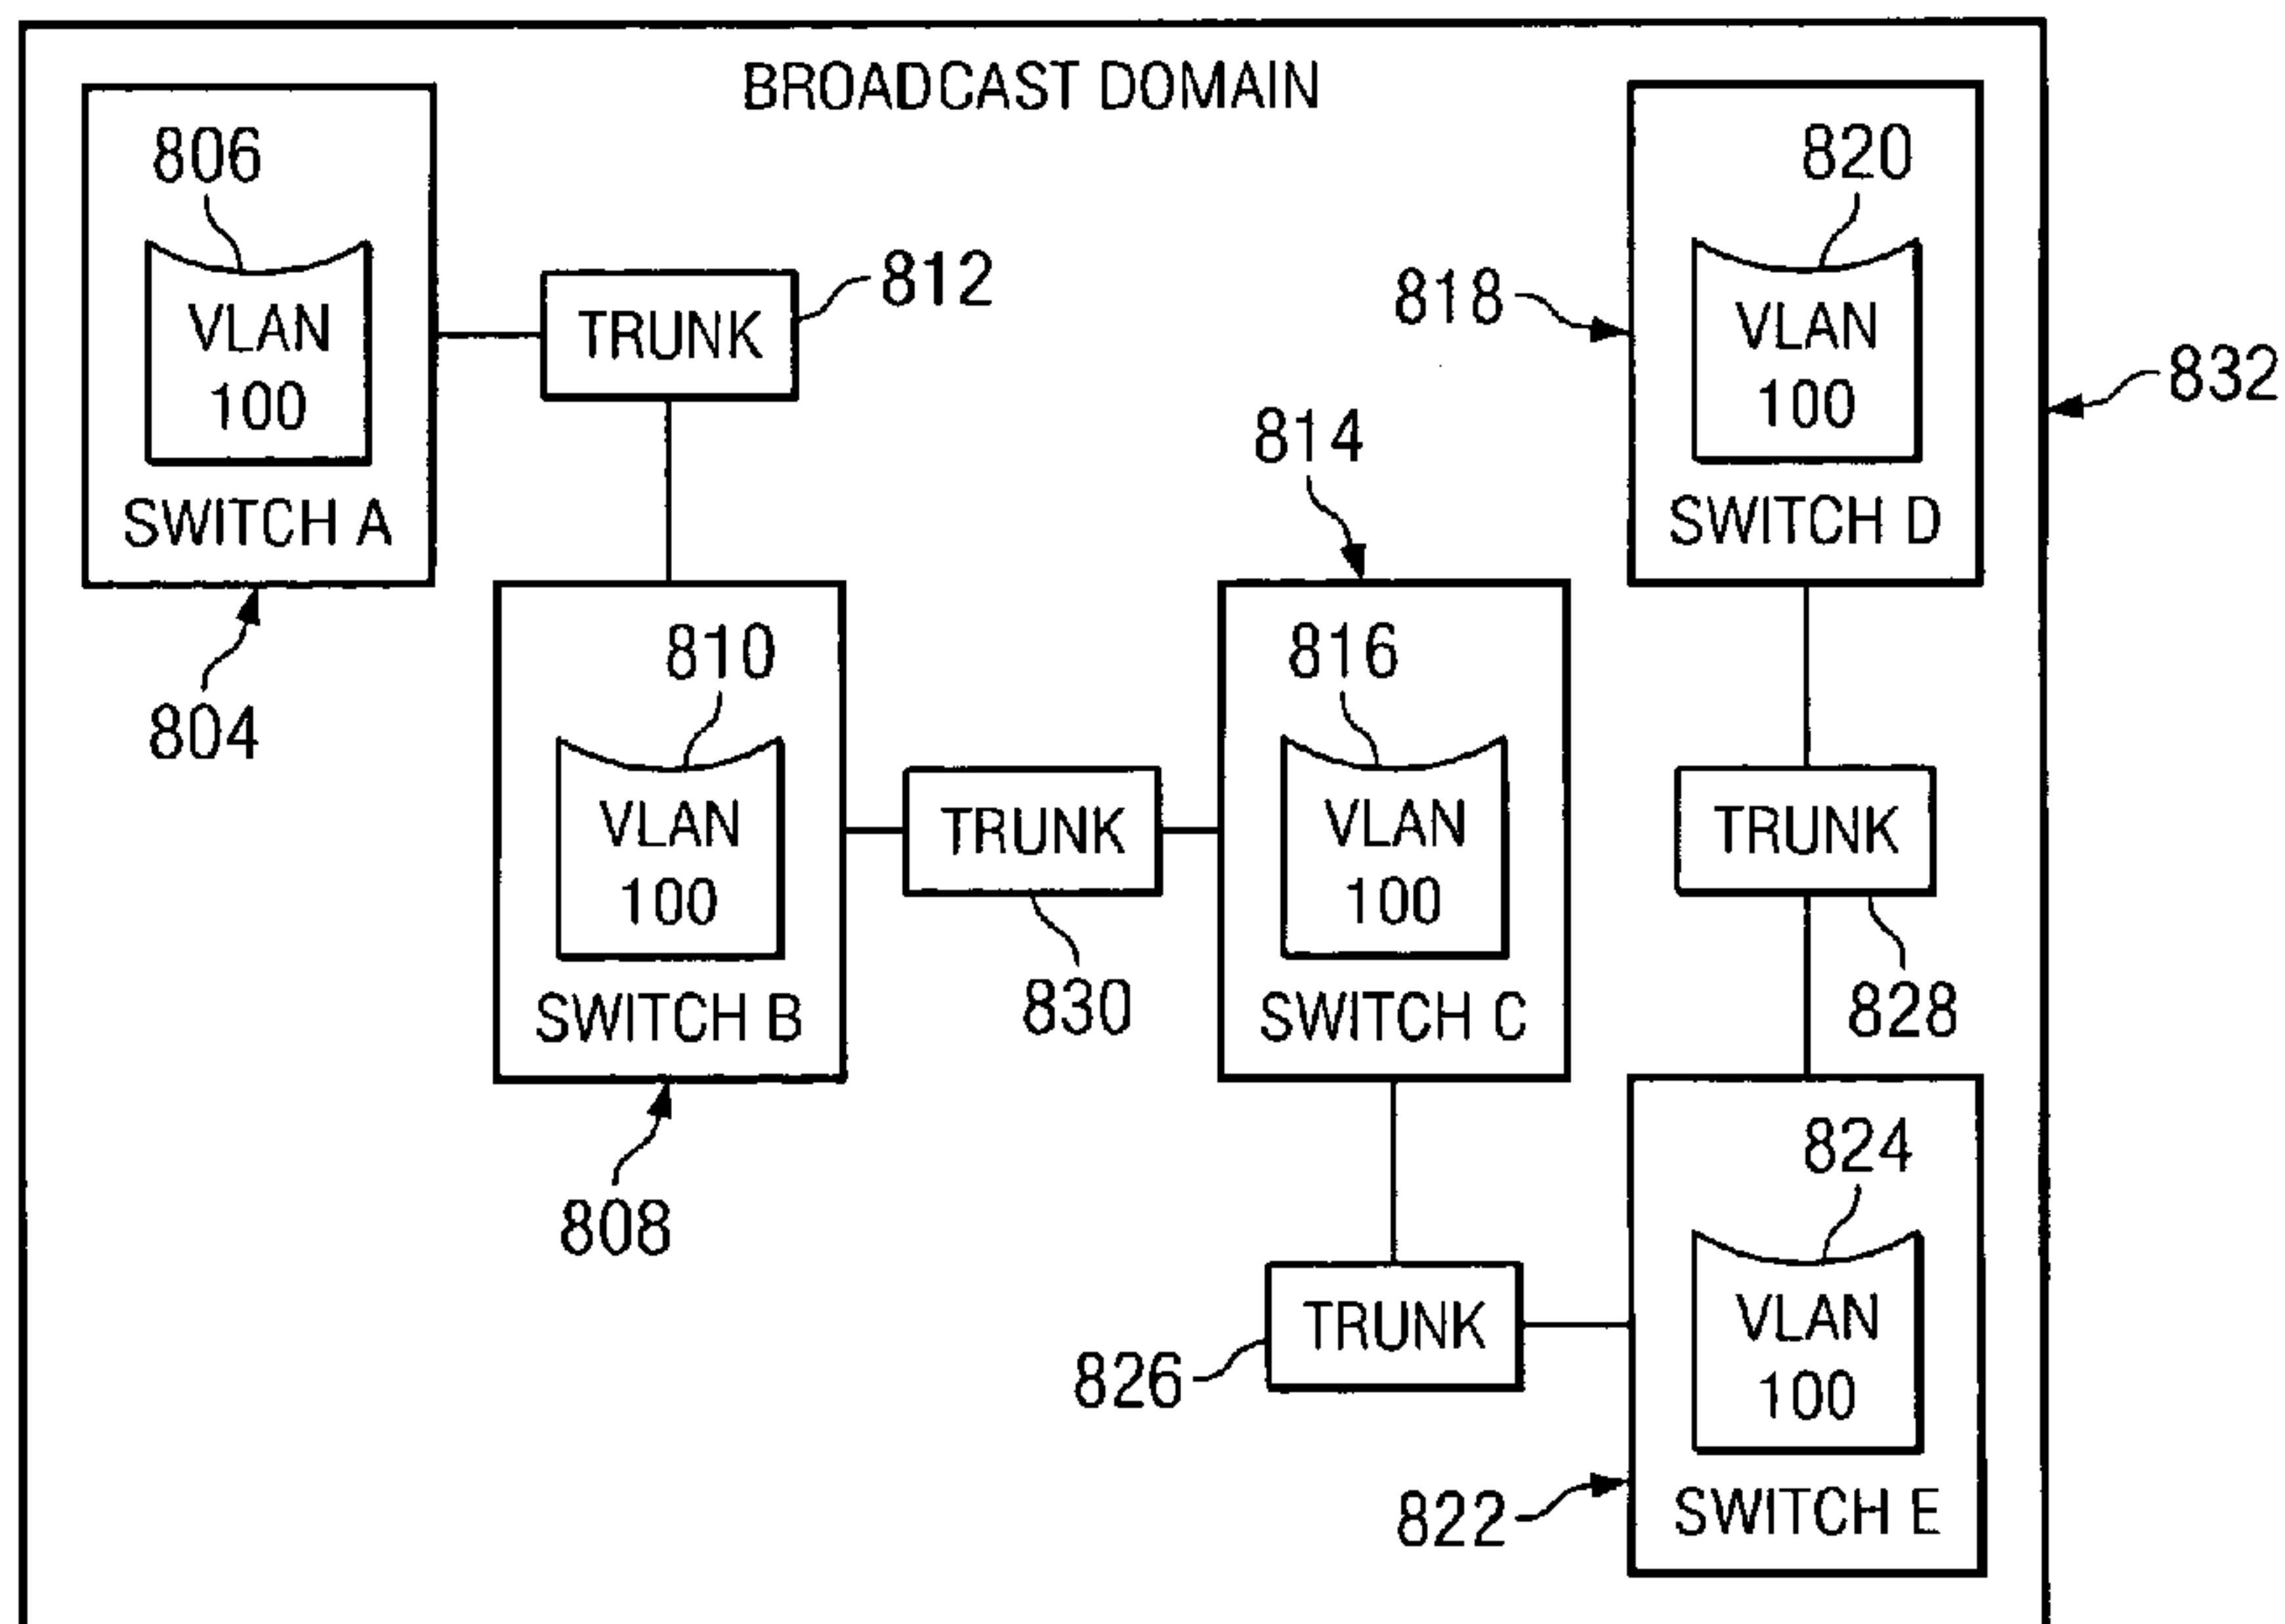 BROADCAST DOMAIN
806
VLAN
100
SWITCH A
804
TRUNK
812
820
818
VLAN
100
SWITCH D
832
814
810
VLAN
100
SWITCH B
808
TRUNK
830
816
VLAN
100
SWITCH C
TRUNK
828
TRUNK
826
824
VLAN
100
SWITCH E
822